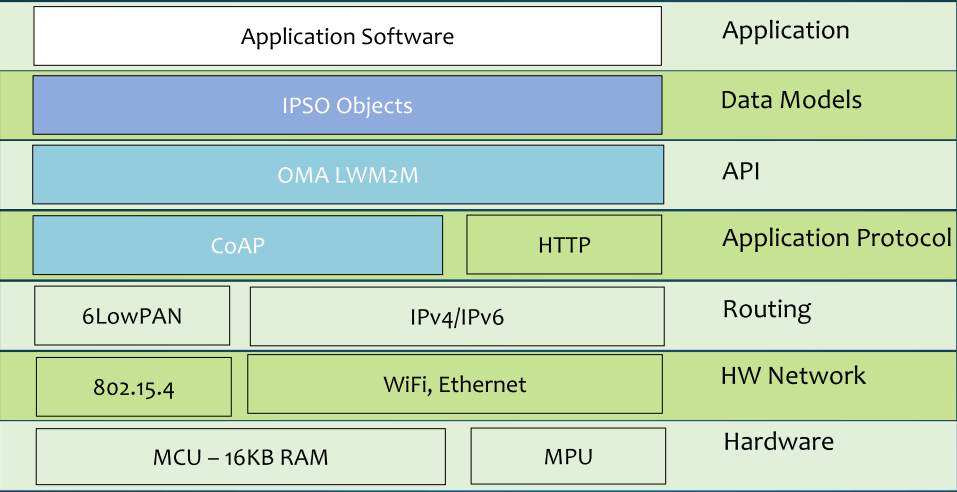 Application Software
Application
IPSO Objects
Data Models
OMA LWM2M
API
CoAP
HTTP
Application Protocol
6LowPAN
IPv4/IPv6
Routing
802.15.4
WiFi, Ethernet
HW Network
MCU – 16KB RAM
MPU
Hardware